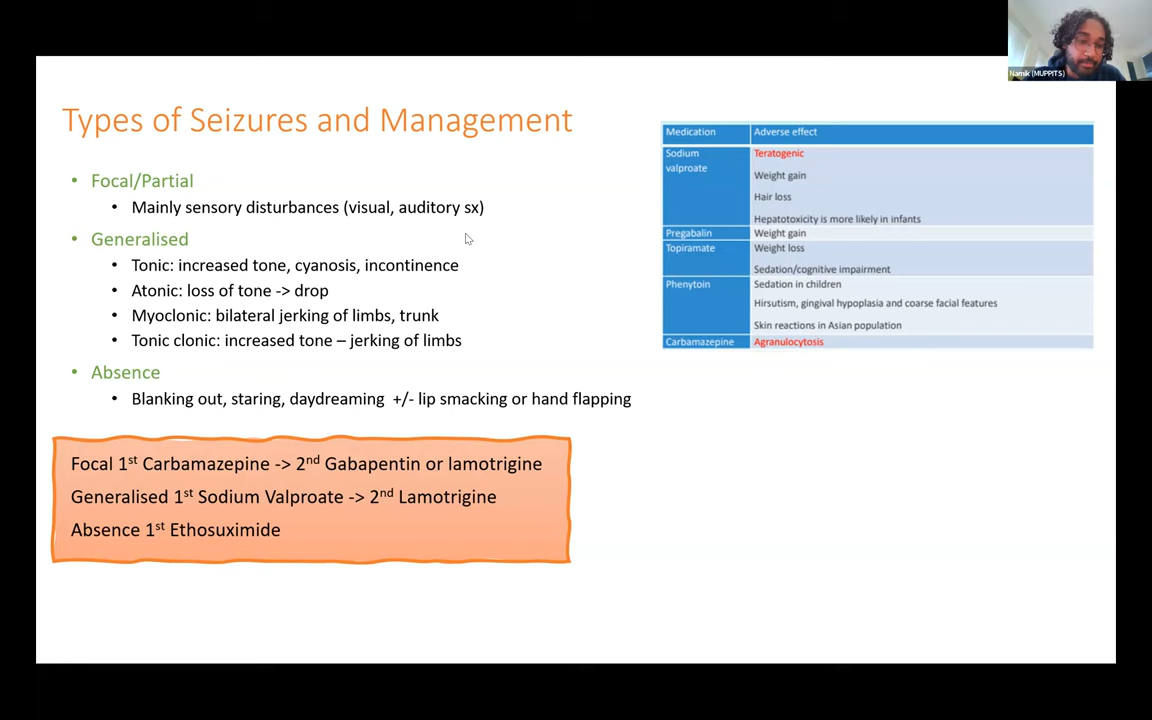 Namik (MUPPITS)
Types of Seizures and Management
• Focal/Partial
• Mainly sensory disturbances (visual, auditory sx)
• Generalised
• Tonic: increased tone, cyanosis, incontinence
• Atonic: loss of tone -> drop
• Myoclonic: bilateral jerking of limbs, trunk
• Tonic clonic: increased tone – jerking of limbs
• Absence
• Blanking out, staring, daydreaming +/- lip smacking or hand flapping
Focal 1st Carbamazepine -> 2nd Gabapentin or lamotrigine
Generalised 1st Sodium Valproate -> 2nd Lamotrigine
Absence 1st Ethosuximide
Medication Adverse effect
Sodium Teratogenic
valproate
Weight gain
Hair loss
Hepatotoxicity is more likely in infants
Pregabalin Weight gain
Topiramate Weight loss
Sedation/cognitive impairment
Phenytoin Sedation in children
Hirsutism, gingival hypoplasia and coarse facial features
Skin reactions in Asian population
Carbamazepine Agranulocytosis